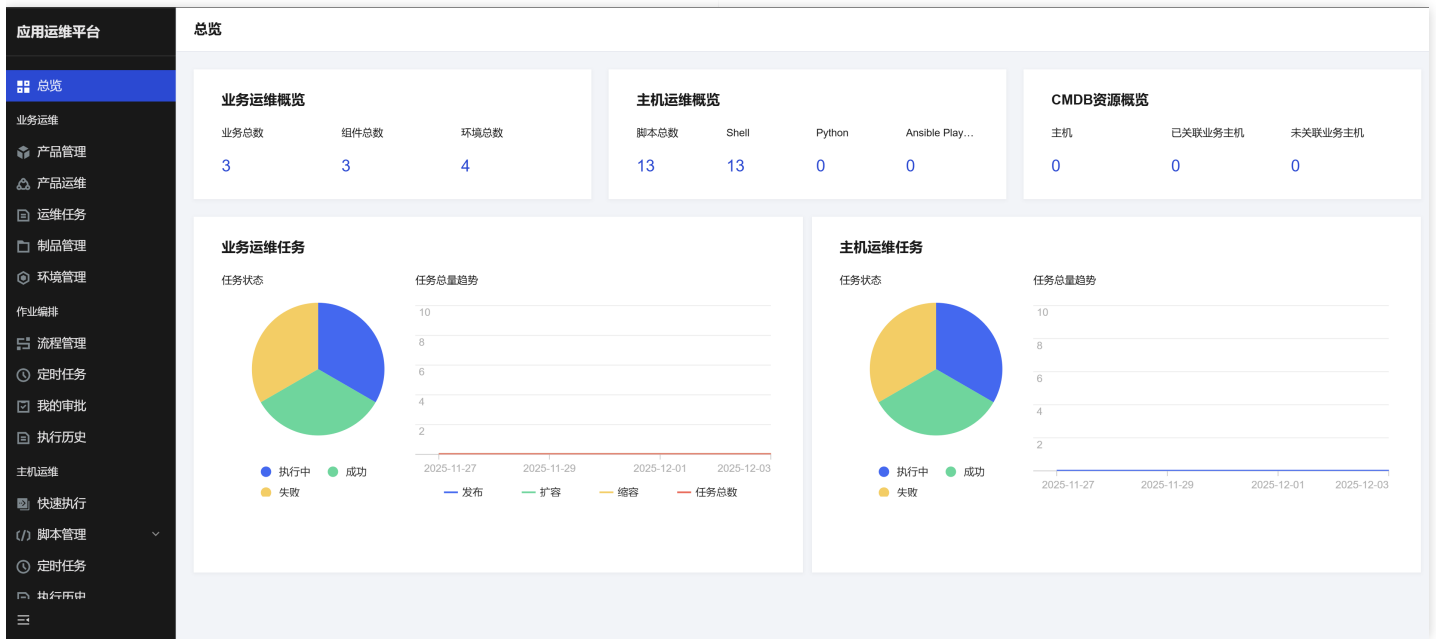 应用运维平台
总览
业务运维
产品管理
产品运维
运维任务
制品管理
环境管理
作业编排
流程管理
定时任务
我的审批
执行历史
主机运维
快速执行
脚本管理
定时任务
执行历史
总览
业务运维概览
业务总数 组件总数 环境总数
3 3 4
主机运维概览
脚本总数 Shell Python Ansible Play...
13 13 0 0
CMDB资源概览
主机 已关联业务主机 未关联业务主机
0 0 0
业务运维任务
任务状态
执行中 成功
失败
任务总量趋势
10
8
6
4
2
2025-11-27 2025-11-29 2025-12-01 2025-12-03
发布 扩容 缩容 任务总数
主机运维任务
任务状态
执行中 成功
失败
任务总量趋势
10
8
6
4
2
2025-11-27 2025-11-29 2025-12-01 2025-12-03